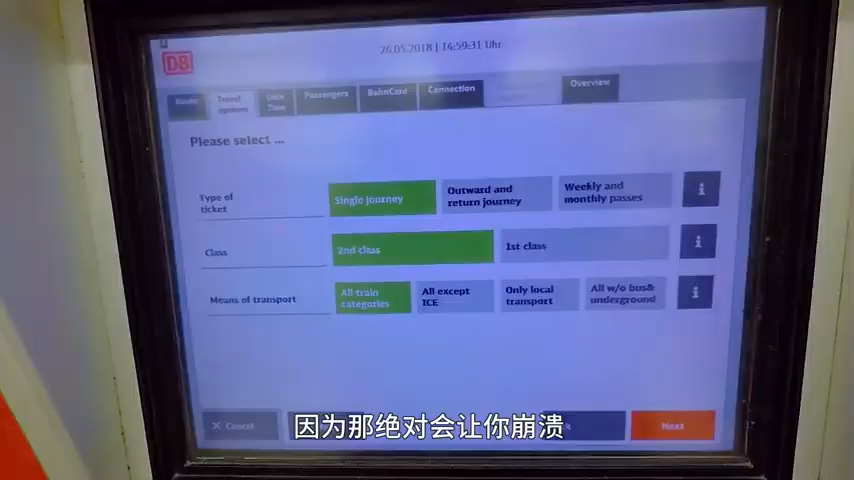 DB
26.05.2018 | 16:59:31 Uhr
Route
Travel
options
Date
Time
Passengers
BahnCard
Connection
Overview
Please select ...
Type of
ticket
Single journey
Outward and
return journey
Weekly and
monthly passes
i
Class
2nd class
1st class
i
Means of transport
All train
categories
All except
ICE
Only local
transport
All w/o bus&
underground
i
× Cancel
Next
因为那绝对会让你崩溃